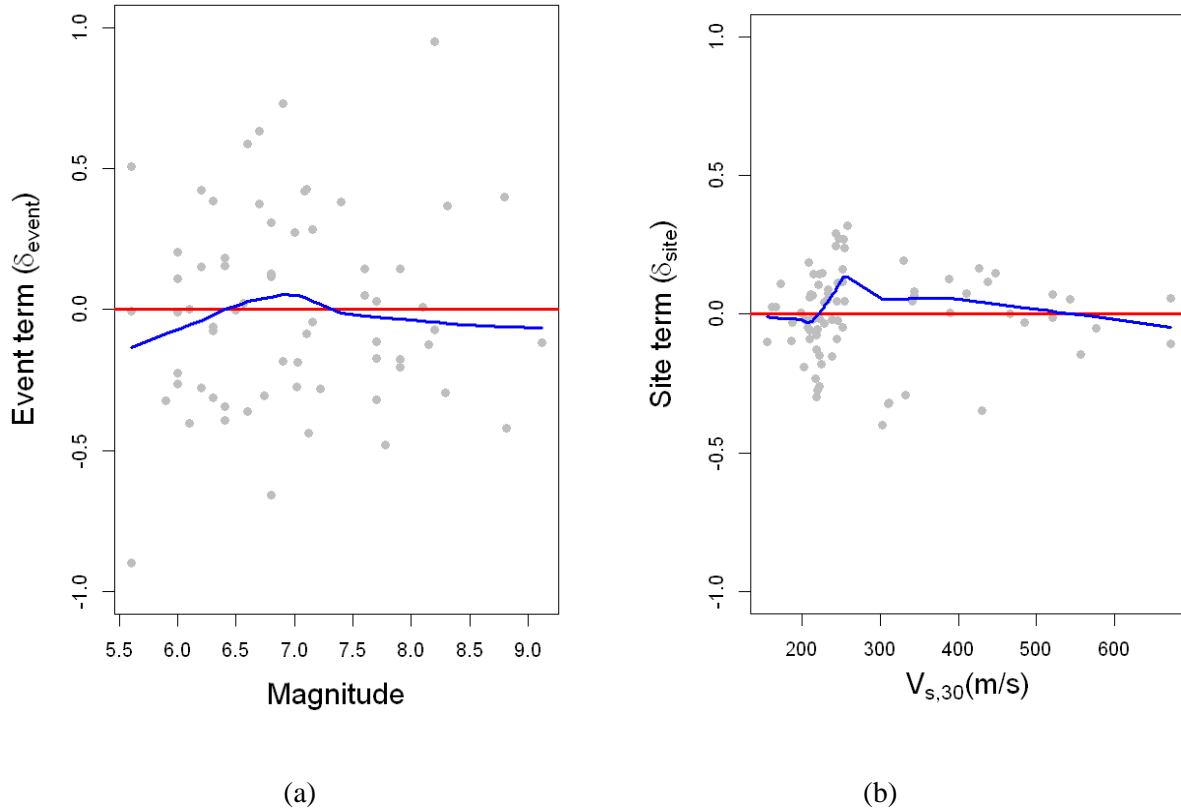 Event term (δevent)
1.0
0.5
0.0
-0.5
-1.0
5.5 6.0 6.5 7.0 7.5 8.0 8.5 9.0
Magnitude
(a)
Site term (δsite)
1.0
0.5
0.0
-0.5
-1.0
200 300 400 500 600
Vs,30(m/s)
(b)